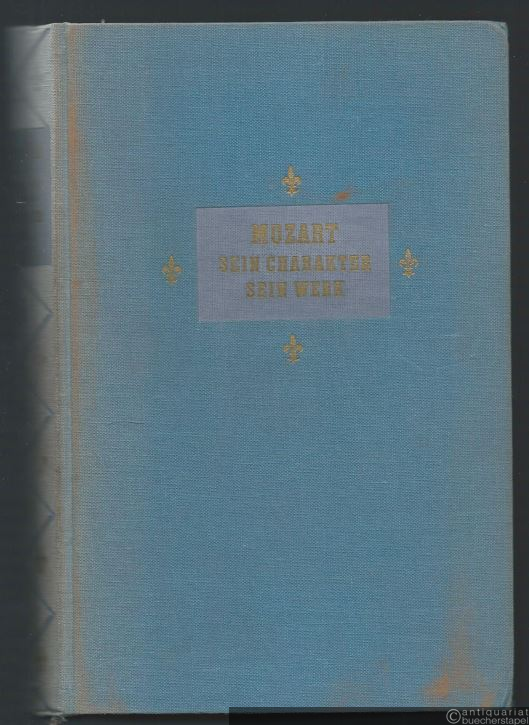 MOZART
SEIN CHARAKTER
SEIN WERK
©antiquariat
buecherstapel